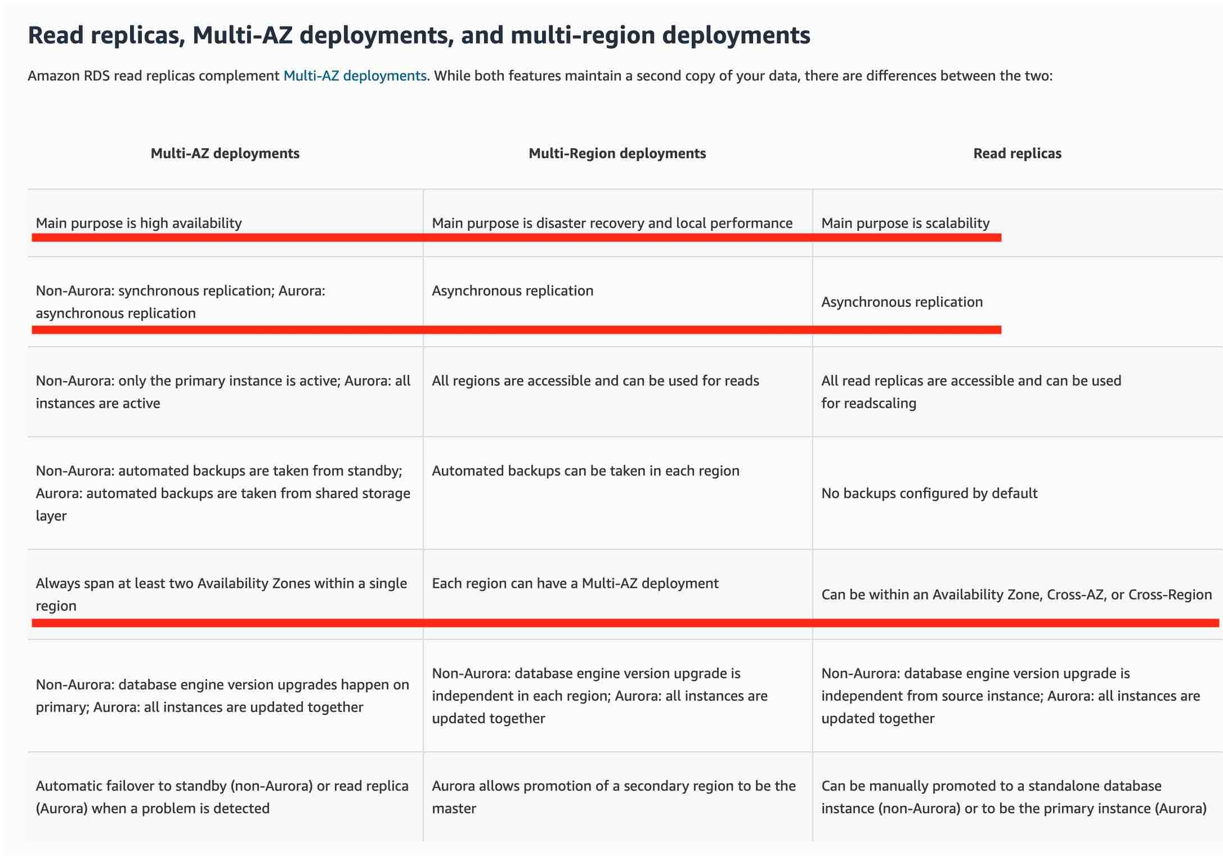 Read replicas, Multi-AZ deployments, and multi-region deployments
Amazon RDS read replicas complement Multi-AZ deployments. While both features maintain a second copy of your data, there are differences between the two:
Multi-AZ deployments
Multi-Region deployments
Read replicas
Main purpose is high availability
Main purpose is disaster recovery and local performance
Main purpose is scalability
Non-Aurora: synchronous replication; Aurora:
asynchronous replication
Asynchronous replication
Asynchronous replication
Non-Aurora: only the primary instance is active; Aurora: all
instances are active
All regions are accessible and can be used for reads
All read replicas are accessible and can be used
for readscaling
Non-Aurora: automated backups are taken from standby;
Aurora: automated backups are taken from shared storage
layer
Automated backups can be taken in each region
No backups configured by default
Always span at least two Availability Zones within a single
region
Each region can have a Multi-AZ deployment
Can be within an Availability Zone, Cross-AZ, or Cross-Region
Non-Aurora: database engine version upgrades happen on
primary; Aurora: all instances are updated together
Non-Aurora: database engine version upgrade is
independent in each region; Aurora: all instances are
updated together
Non-Aurora: database engine version upgrade is
independent from source instance; Aurora: all instances are
updated together
Automatic failover to standby (non-Aurora) or read replica
(Aurora) when a problem is detected
Aurora allows promotion of a secondary region to be the
master
Can be manually promoted to a standalone database
instance (non-Aurora) or to be the primary instance (Aurora)